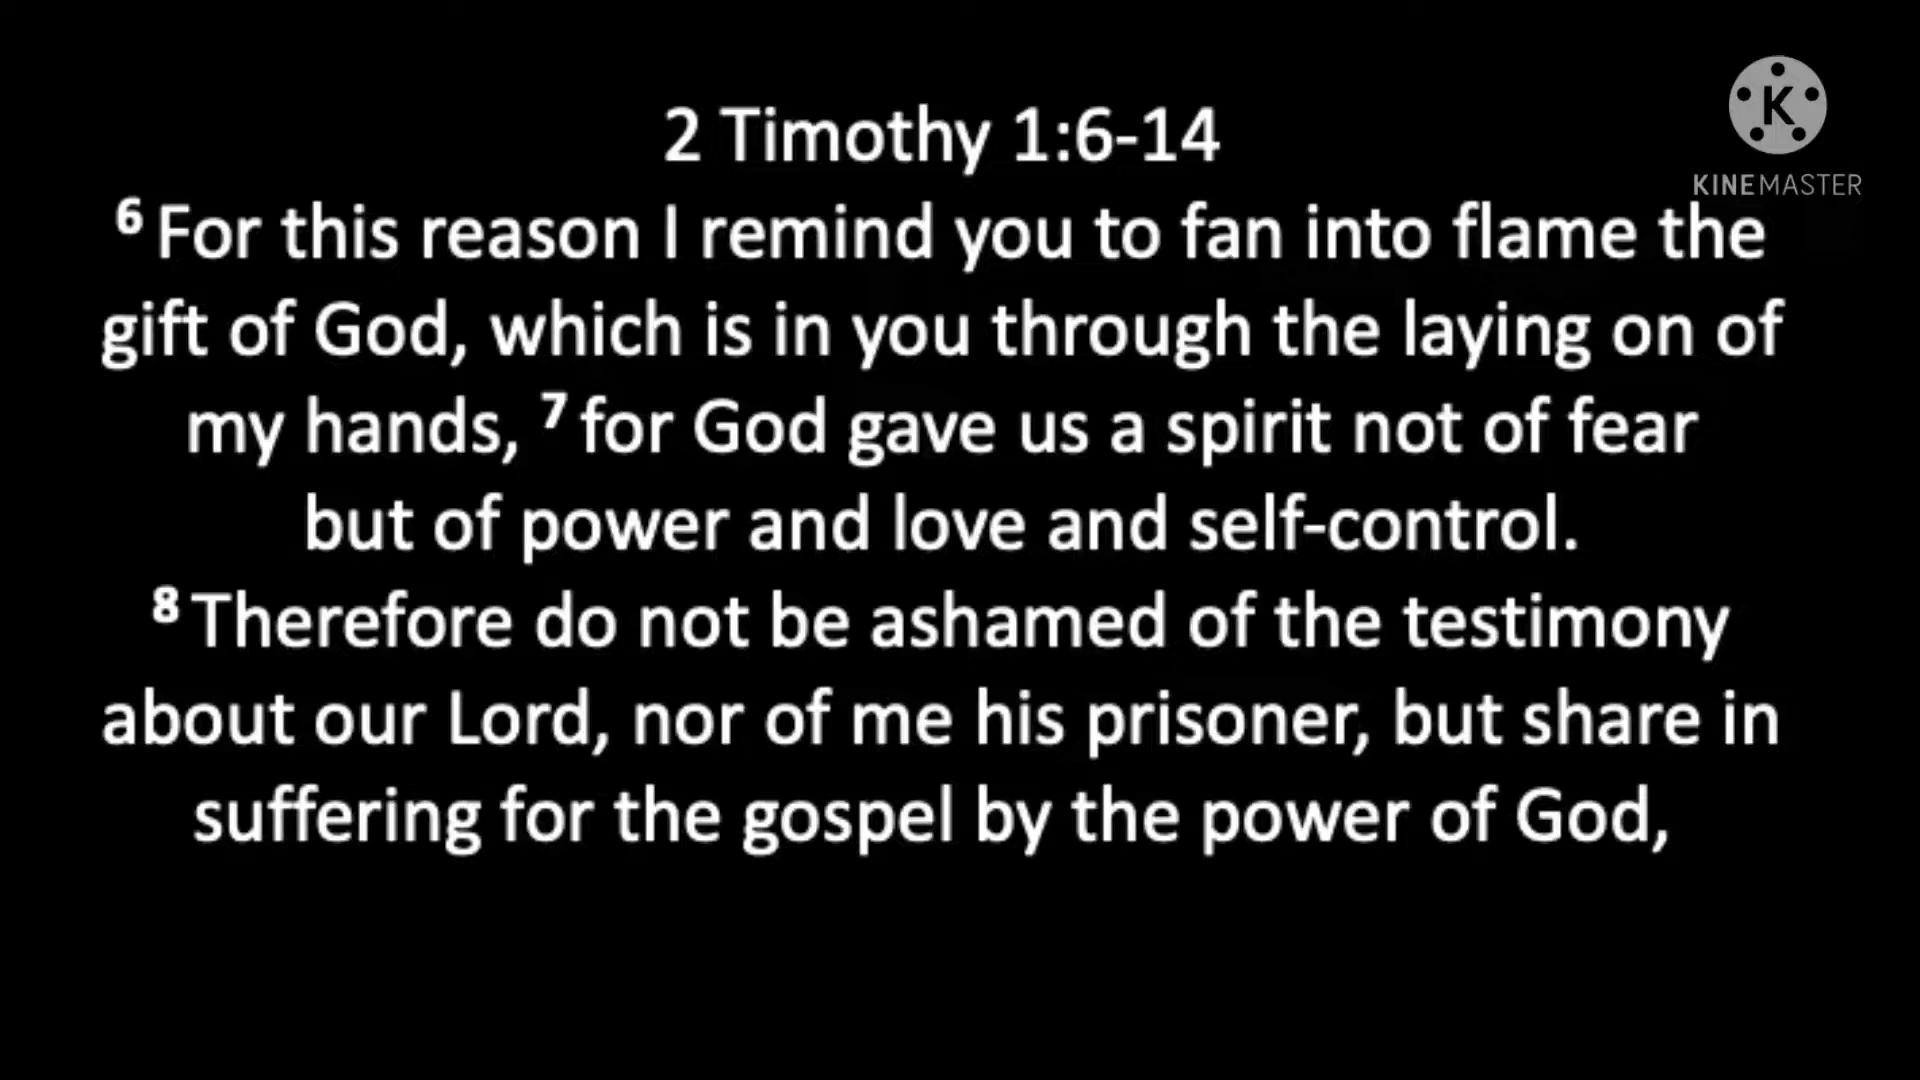 2 Timothy 1:6-14
K
KINEMASTER
6 For this reason I remind you to fan into flame the
gift of God, which is in you through the laying on of
my hands, 7 for God gave us a spirit not of fear
but of power and love and self-control.
8 Therefore do not be ashamed of the testimony
about our Lord, nor of me his prisoner, but share in
suffering for the gospel by the power of God,